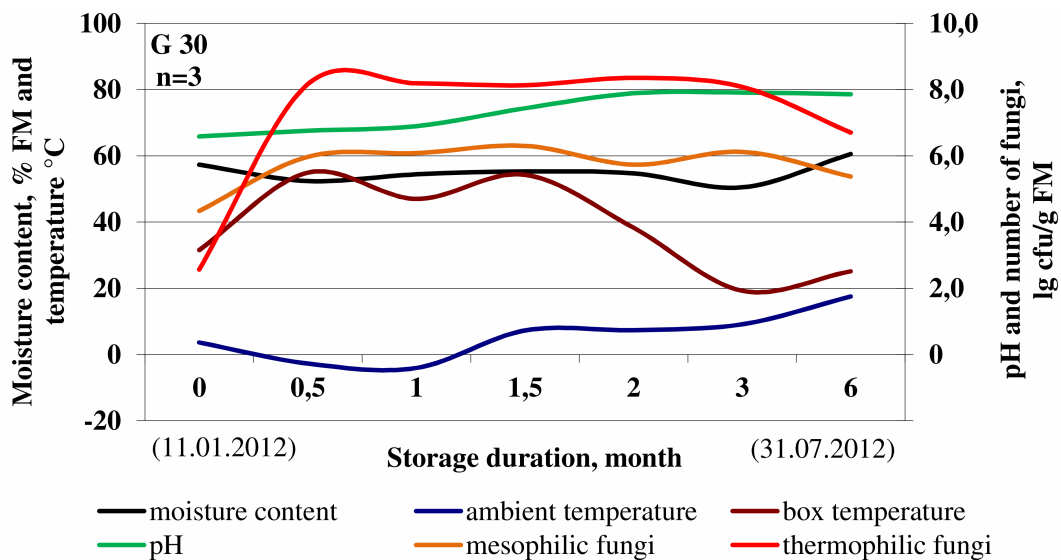 Moisture content, % FM and
temperature °C
100
80
60
40
20
0
-20
G 30
n=3
10,0
8,0
6,0
4,0
2,0
0
pH and number of fungi,
lg cfu/g FM
0 0,5 1 1,5 2 3 6
(11.01.2012) (31.07.2012)
Storage duration, month
moisture content ambient temperature box temperature
pH mesophilic fungi thermophilic fungi